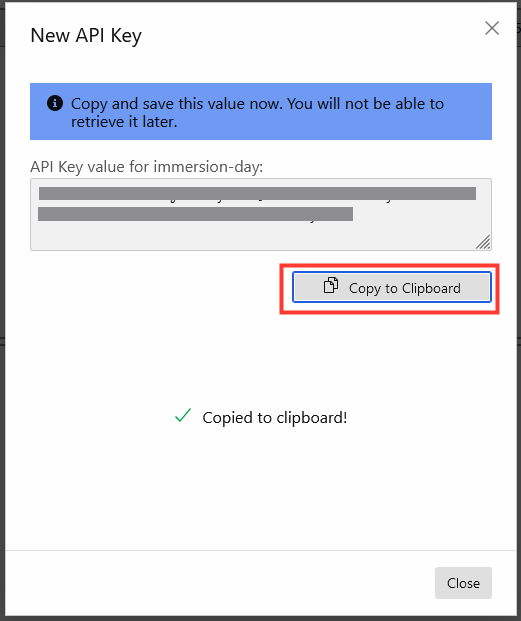 New API Key
Copy and save this value now. You will not be able to
retrieve it later.
API Key value for immersion-day:
Copy to Clipboard
Copied to clipboard!
Close